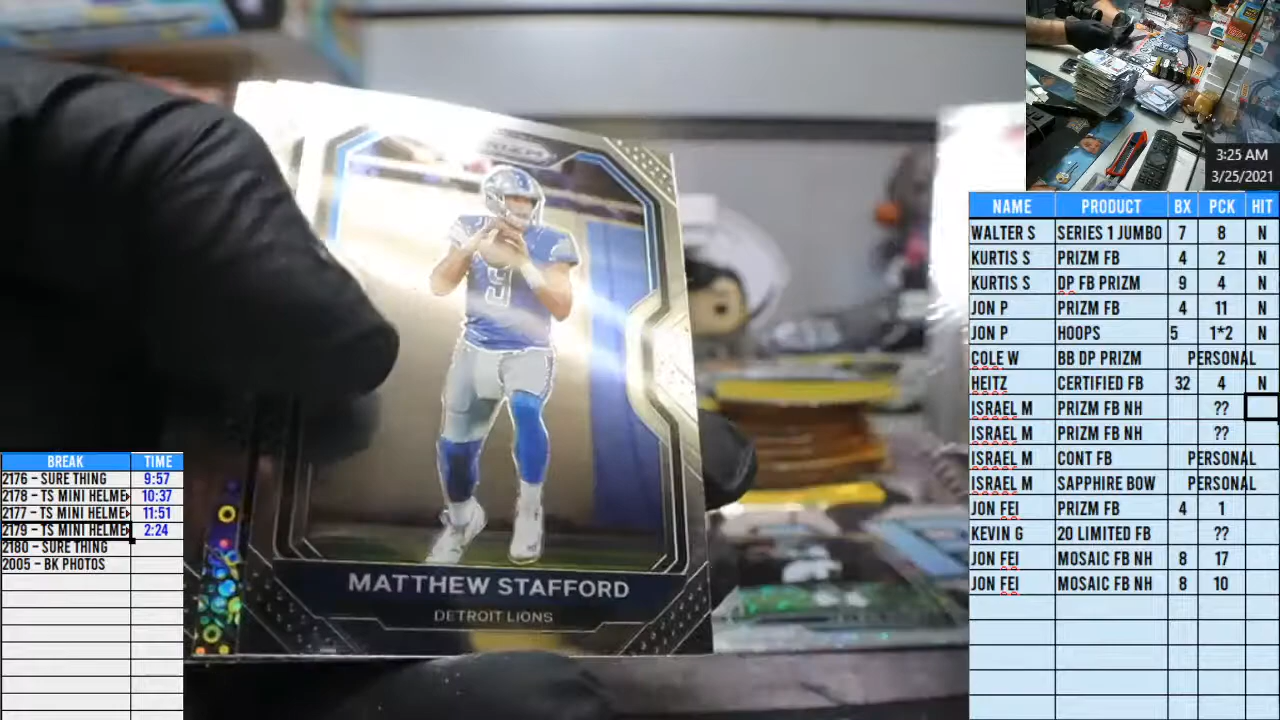 PRIZM
MATTHEW STAFFORD
DETROIT LIONS
3:25 AM
3/25/2021
NAME PRODUCT BX PCK HIT
WALTER S SERIES 1 JUMBO 7 8 N
KURTIS S PRIZM FB 4 2 N
KURTIS S DP FB PRIZM 9 4 N
JON P PRIZM FB 4 11 N
JON P HOOPS 5 1*2 N
COLE W BB DP PRIZM PERSONAL
HEITZ CERTIFIED FB 32 4 N
ISRAEL M PRIZM FB NH ??
ISRAEL M PRIZM FB NH ??
ISRAEL M CONT FB PERSONAL
ISRAEL M SAPPHIRE BOW PERSONAL
JON FEI PRIZM FB 4 1
KEVIN G 20 LIMITED FB ??
JON FEI MOSAIC FB NH 8 17
JON FEI MOSAIC FB NH 8 10
BREAK TIME
2176 - SURE THING 9:57
2178 - TS MINI HELME 10:37
2177 - TS MINI HELME 11:51
2179 - TS MINI HELME 2:24
2180 - SURE THING
2005 - BK PHOTOS